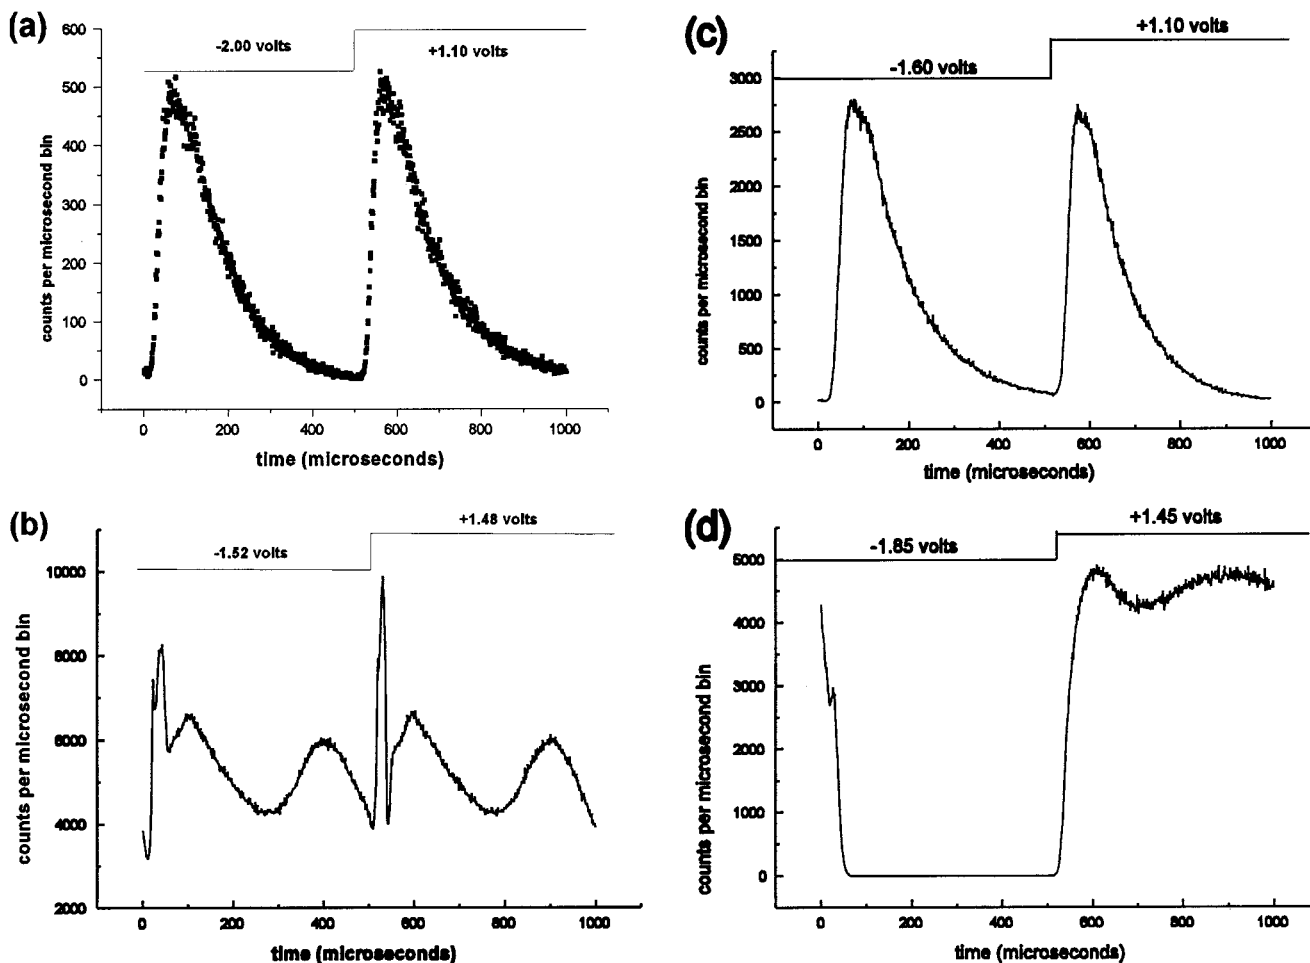 (a)
-2.00 volts
+1.10 volts
counts per microsecond bin
600
500
400
300
200
100
0
0 200 400 600 800 1000
time (microseconds)
(c)
-1.60 volts
+1.10 volts
counts per microsecond bin
3000
2500
2000
1500
1000
500
0
0 200 400 600 800 1000
time (microseconds)
(b)
-1.52 volts
+1.48 volts
counts per microsecond bin
10000
8000
6000
4000
2000
0 200 400 600 800 1000
time (microseconds)
(d)
-1.85 volts
+1.45 volts
counts per microsecond bin
5000
4000
3000
2000
1000
0
0 200 400 600 800 1000
time (microseconds)